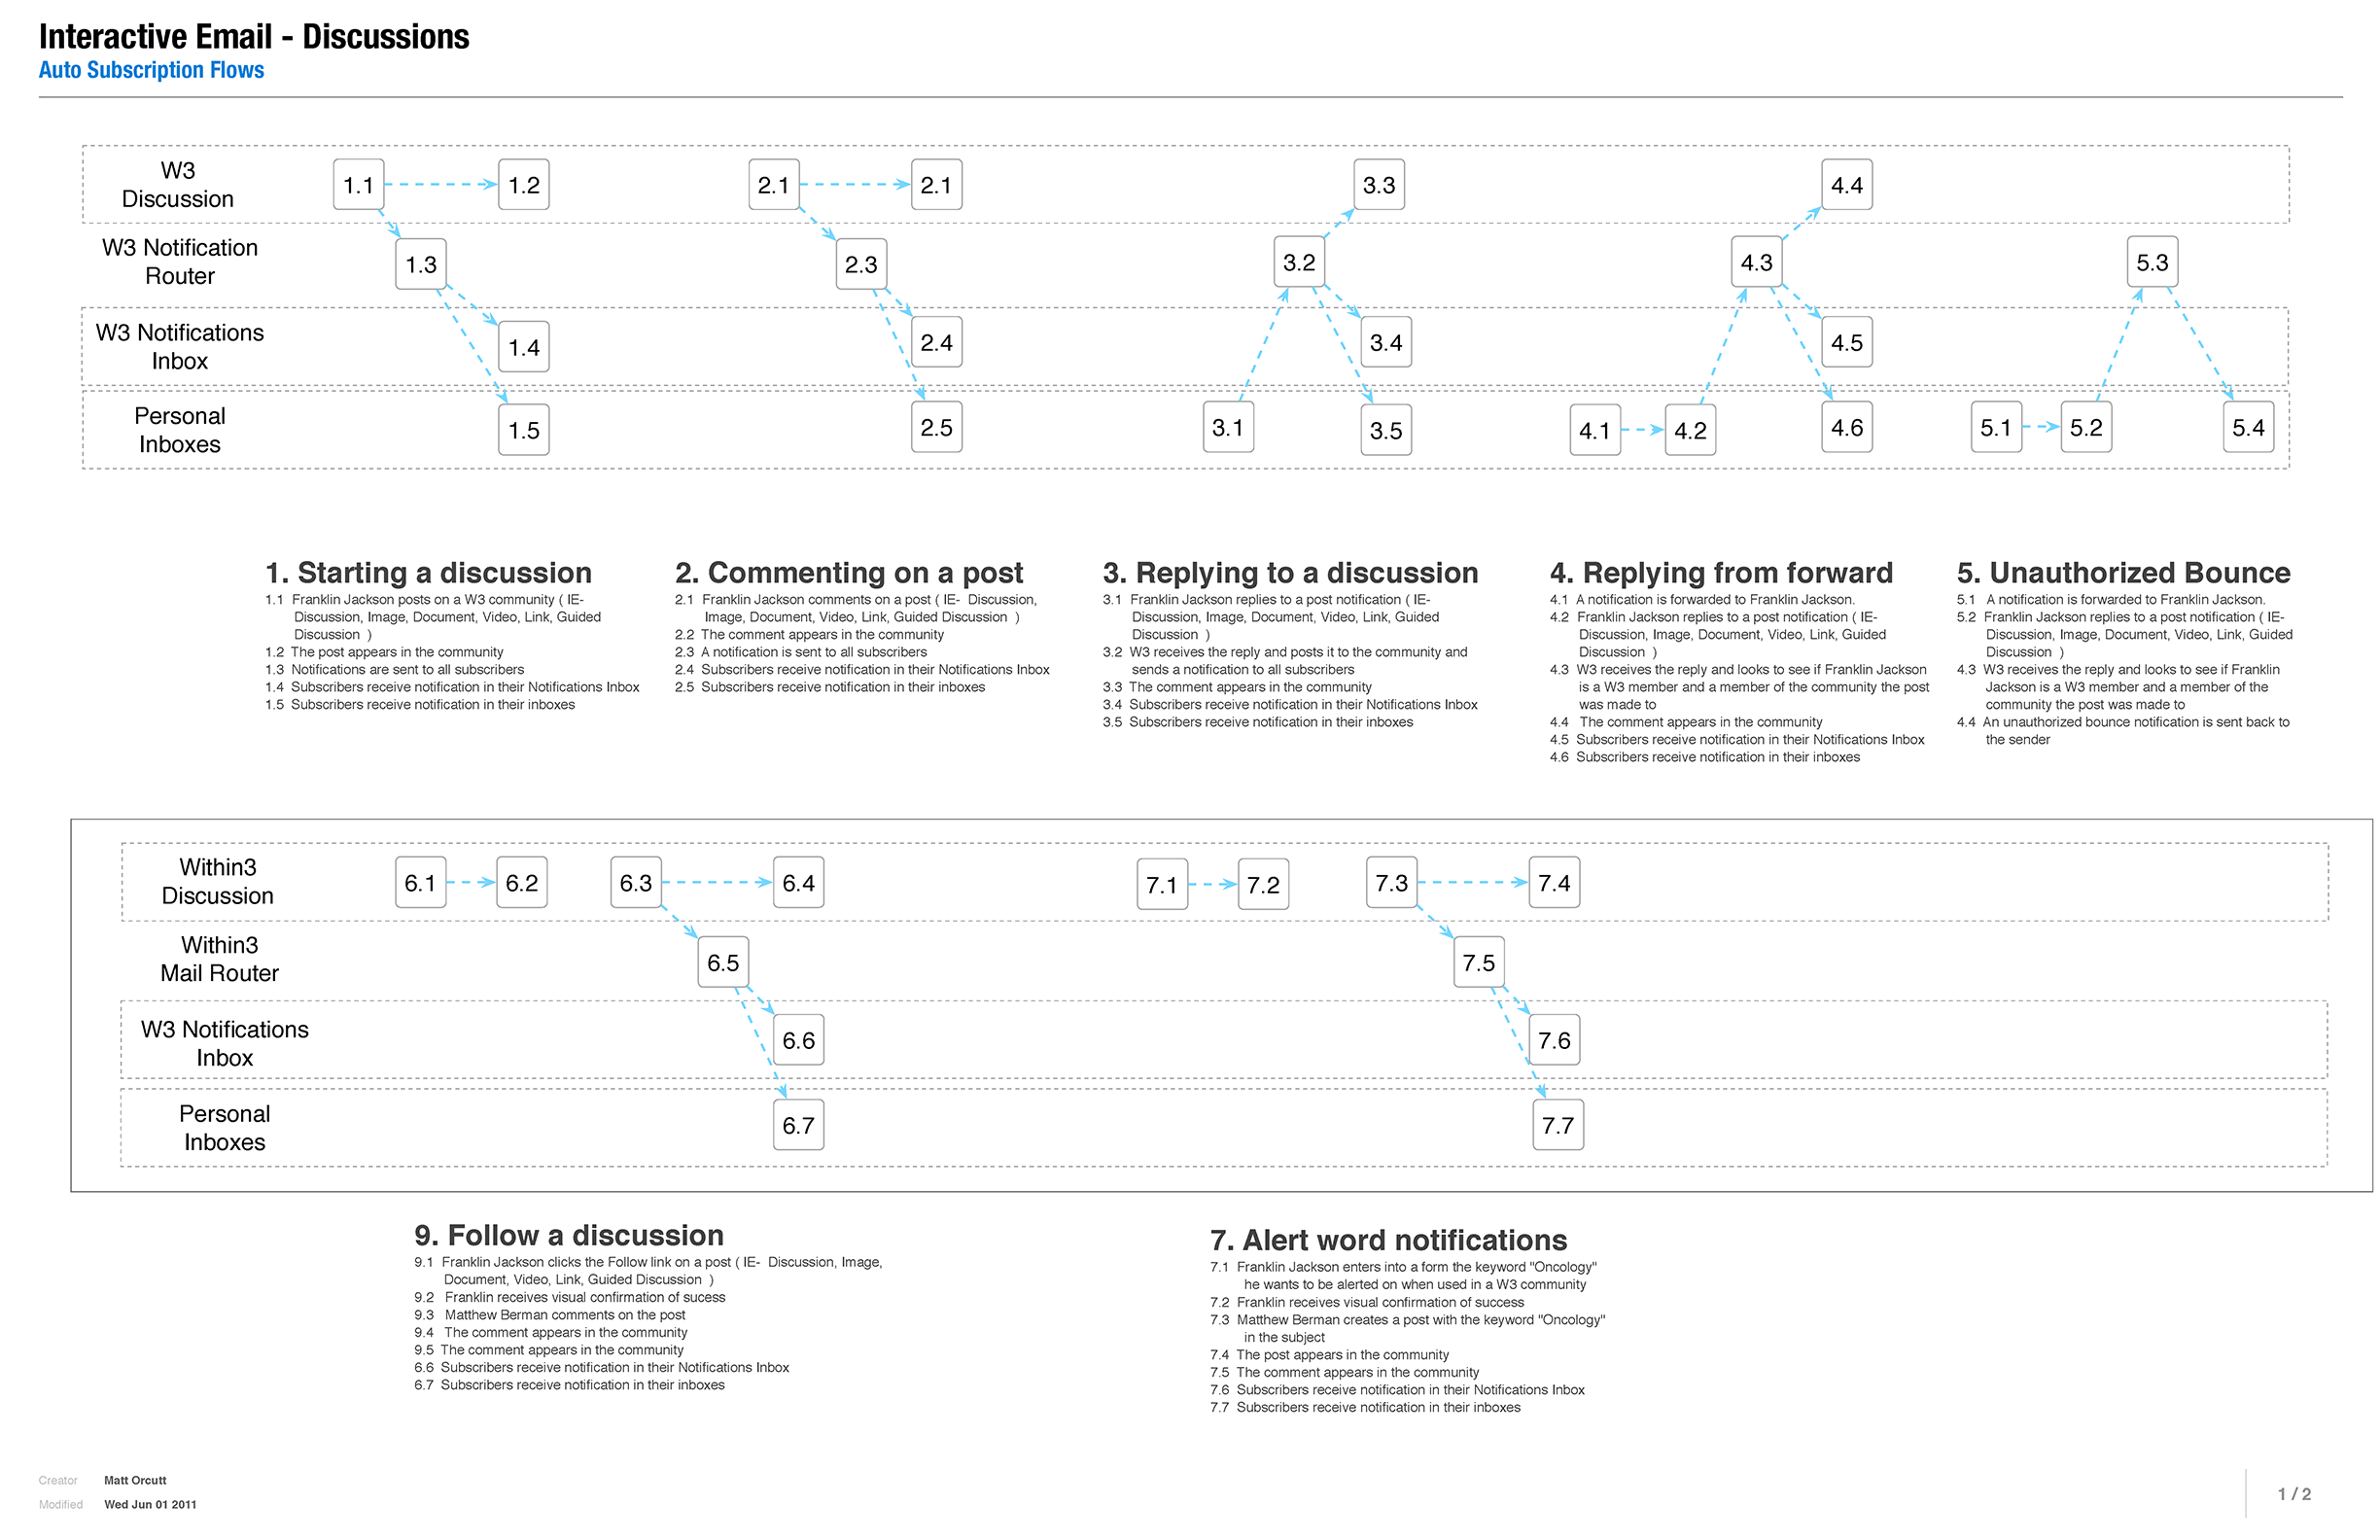 Interactive Email - Discussions
Auto Subscription Flows
W3
Discussion
1.1
1.2
2.1
2.1
3.3
4.4
W3 Notification
Router
1.3
2.3
3.2
4.3
5.3
W3 Notifications
Inbox
1.4
2.4
3.4
4.5
Personal
Inboxes
1.5
2.5
3.1
3.5
4.1
4.2
4.6
5.1
5.2
5.4
1. Starting a discussion
1.1 Franklin Jackson posts on a W3 community ( IE-
Discussion, Image, Document, Video, Link, Guided
Discussion )
1.2 The post appears in the community
1.3 Notifications are sent to all subscribers
1.4 Subscribers receive notification in their Notifications Inbox
1.5 Subscribers receive notification in their inboxes
2. Commenting on a post
2.1 Franklin Jackson comments on a post ( IE- Discussion,
Image, Document, Video, Link, Guided Discussion )
2.2 The comment appears in the community
2.3 A notification is sent to all subscribers
2.4 Subscribers receive notification in their Notifications Inbox
2.5 Subscribers receive notification in their inboxes
3. Replying to a discussion
3.1 Franklin Jackson replies to a post notification ( IE-
Discussion, Image, Document, Video, Link, Guided
Discussion )
3.2 W3 receives the reply and posts it to the community and
sends a notification to all subscribers
3.3 The comment appears in the community
3.4 Subscribers receive notification in their Notifications Inbox
3.5 Subscribers receive notification in their inboxes
4. Replying from forward
4.1 A notification is forwarded to Franklin Jackson.
4.2 Franklin Jackson replies to a post notification ( IE-
Discussion, Image, Document, Video, Link, Guided
Discussion )
4.3 W3 receives the reply and looks to see if Franklin Jackson
is a W3 member and a member of the community the post
was made to
4.4 The comment appears in the community
4.5 Subscribers receive notification in their Notifications Inbox
4.6 Subscribers receive notification in their inboxes
5. Unauthorized Bounce
5.1 A notification is forwarded to Franklin Jackson.
5.2 Franklin Jackson replies to a post notification ( IE-
Discussion, Image, Document, Video, Link, Guided
Discussion )
4.3 W3 receives the reply and looks to see if Franklin
Jackson is a W3 member and a member of the
community the post was made to
4.4 An unauthorized bounce notification is sent back to
the sender
Within3
Discussion
6.1
6.2
6.3
6.4
7.1
7.2
7.3
7.4
Within3
Mail Router
6.5
7.5
W3 Notifications
Inbox
6.6
7.6
Personal
Inboxes
6.7
7.7
9. Follow a discussion
9.1 Franklin Jackson clicks the Follow link on a post ( IE- Discussion, Image,
Document, Video, Link, Guided Discussion )
9.2 Franklin receives visual confirmation of sucess
9.3 Matthew Berman comments on the post
9.4 The comment appears in the community
9.5 The comment appears in the community
6.6 Subscribers receive notification in their Notifications Inbox
6.7 Subscribers receive notification in their inboxes
7. Alert word notifications
7.1 Franklin Jackson enters into a form the keyword "Oncology"
he wants to be alerted on when used in a W3 community
7.2 Franklin receives visual confirmation of success
7.3 Matthew Berman creates a post with the keyword "Oncology"
in the subject
7.4 The post appears in the community
7.5 The comment appears in the community
7.6 Subscribers receive notification in their Notifications Inbox
7.7 Subscribers receive notification in their inboxes
Creator Matt Orcutt
Modified Wed Jun 01 2011
1 / 2